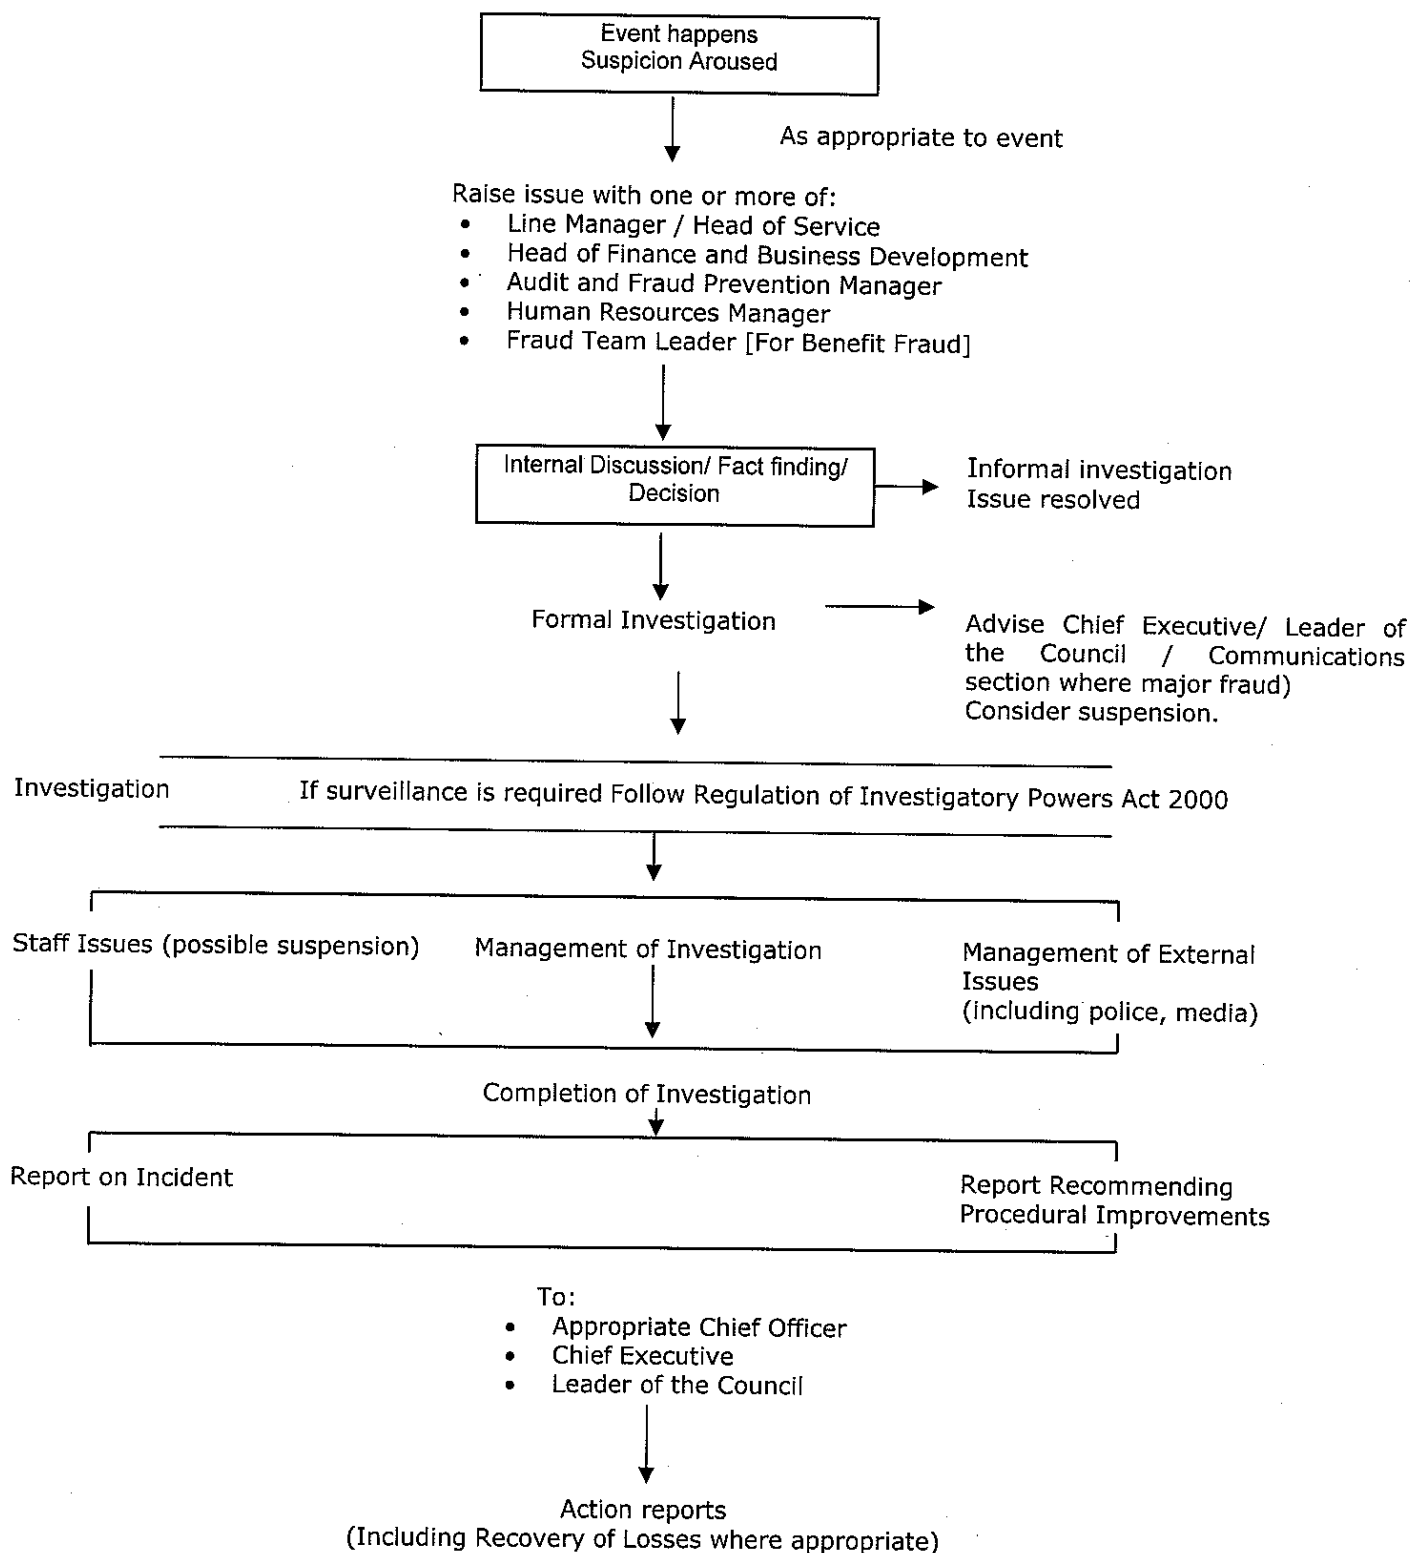 Event happens
Suspicion Aroused
As appropriate to event
Raise issue with one or more of:
• Line Manager / Head of Service
• Head of Finance and Business Development
• Audit and Fraud Prevention Manager
• Human Resources Manager
• Fraud Team Leader [For Benefit Fraud]
Internal Discussion/ Fact finding/
Decision
Informal investigation
Issue resolved
Formal Investigation
Advise Chief Executive/ Leader of
the Council / Communications
section where major fraud)
Consider suspension.
Investigation
If surveillance is required Follow Regulation of Investigatory Powers Act 2000
Staff Issues (possible suspension)
Management of Investigation
Management of External
Issues
(including police, media)
Completion of Investigation
Report on Incident
Report Recommending
Procedural Improvements
To:
• Appropriate Chief Officer
• Chief Executive
• Leader of the Council
Action reports
(Including Recovery of Losses where appropriate)